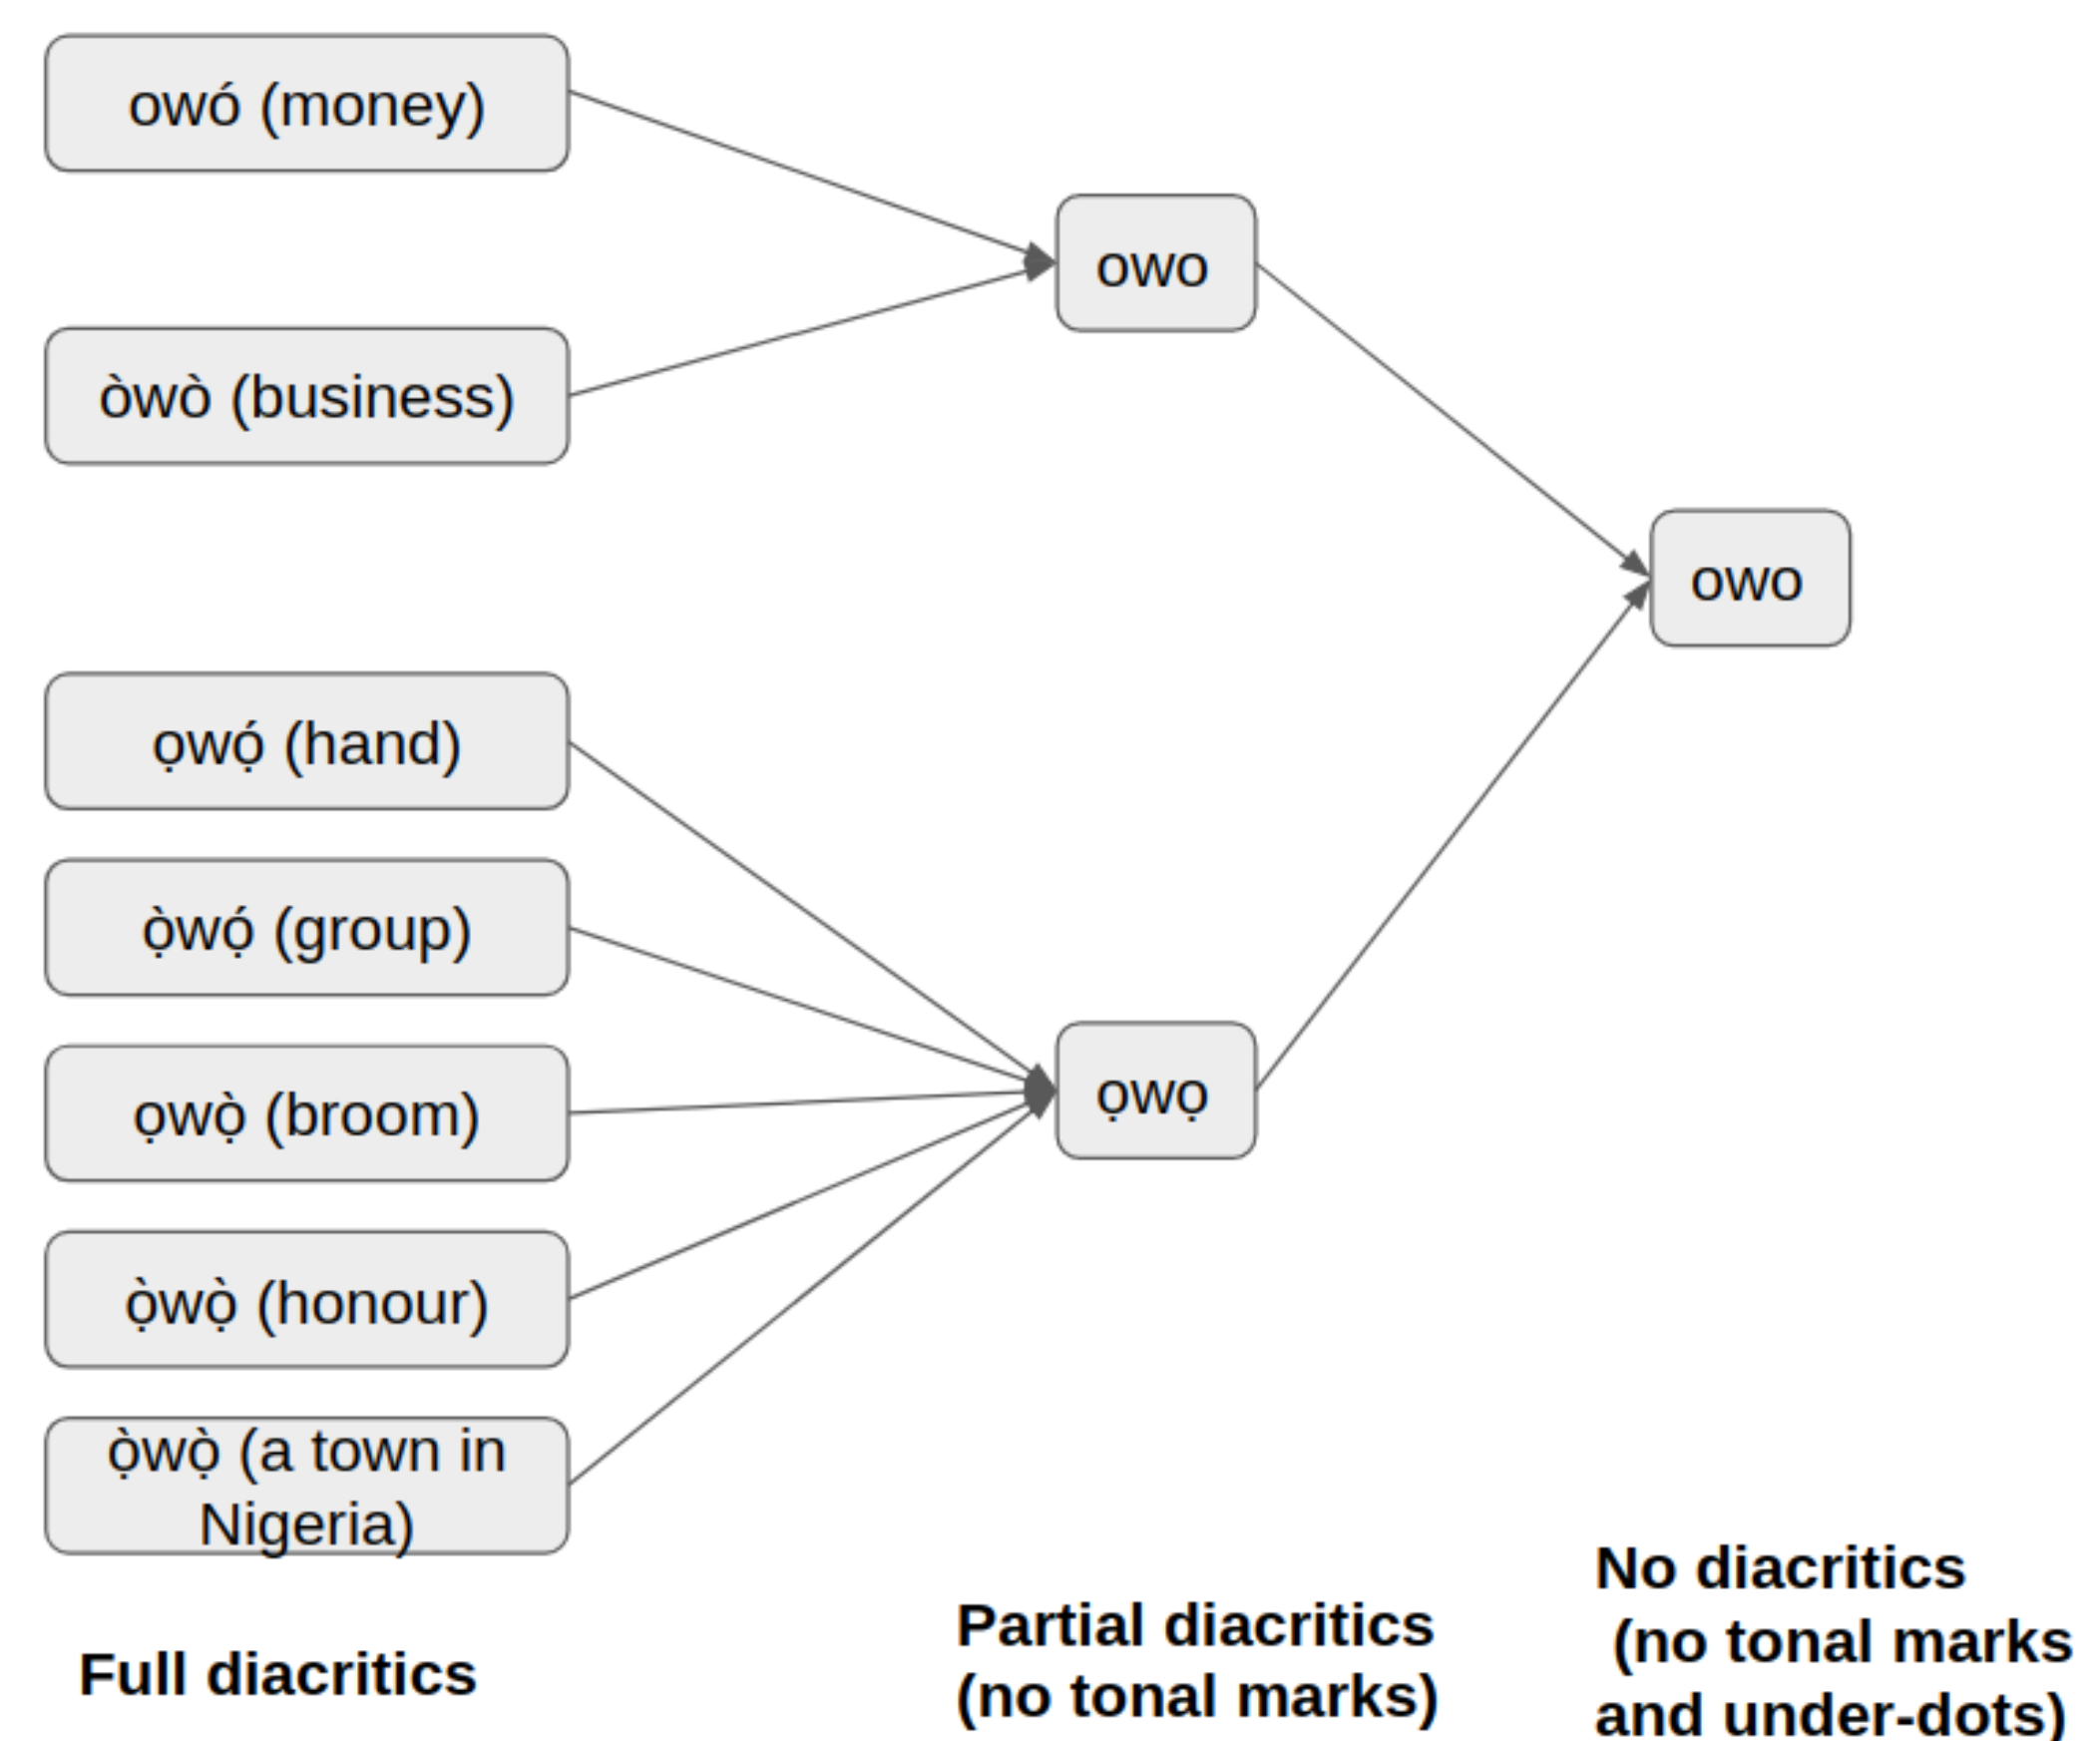 owó (money)
òwò (business)
ọwọ́ (hand)
ọ̀wọ́ (group)
ọwọ̀ (broom)
ọ̀wọ̀ (honour)
ọ̀wọ̀ (a town in
Nigeria)
Full diacritics
owo
ọwọ
Partial diacritics
(no tonal marks)
owo
No diacritics
(no tonal marks
and under-dots)